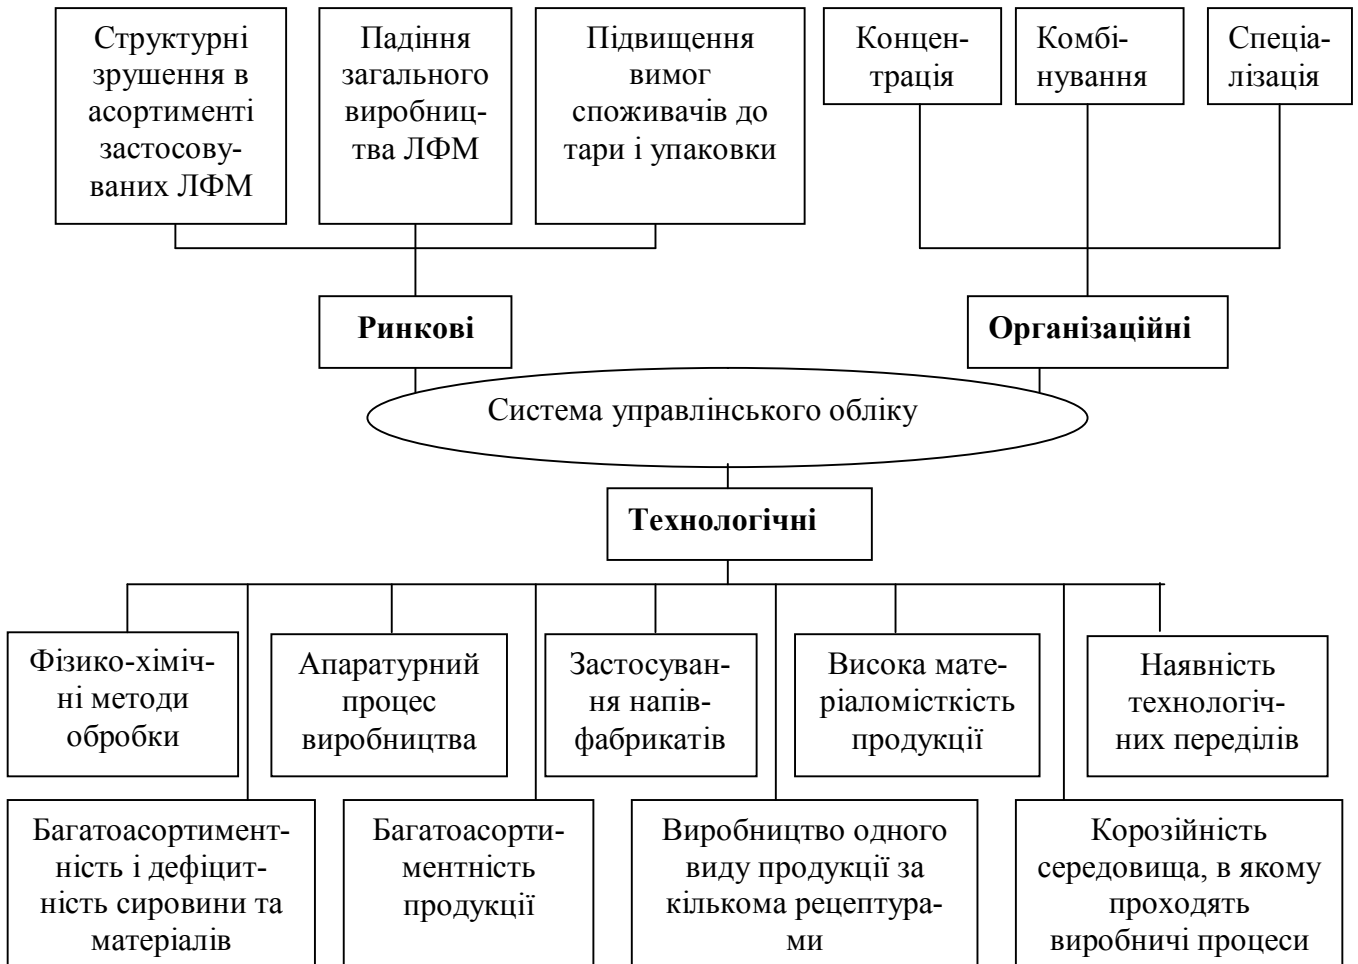 Структурні
зрушення в
асортименті
застосову-
ваних ЛФМ
Падіння
загального
виробниц-
тва ЛФМ
Підвищення
вимог
споживачів до
тари і упаковки
Концен-
трація
Комбі-
нування
Спеціа-
лізація
Ринкові
Організаційні
Система управлінського обліку
Технологічні
Фізико-хіміч-
ні методи
обробки
Апаратурний
процес
виробництва
Застосуван-
ня напів-
фабрикатів
Висока мате-
ріаломісткість
продукції
Наявність
технологіч-
них переділів
Багатоасортимент-
ність і дефіцит-
ність сировини та
матеріалів
Багатоасорти-
ментність
продукції
Виробництво одного
виду продукції за
кількома рецептура-
ми
Корозійність
середовища, в якому
проходять
виробничі процеси